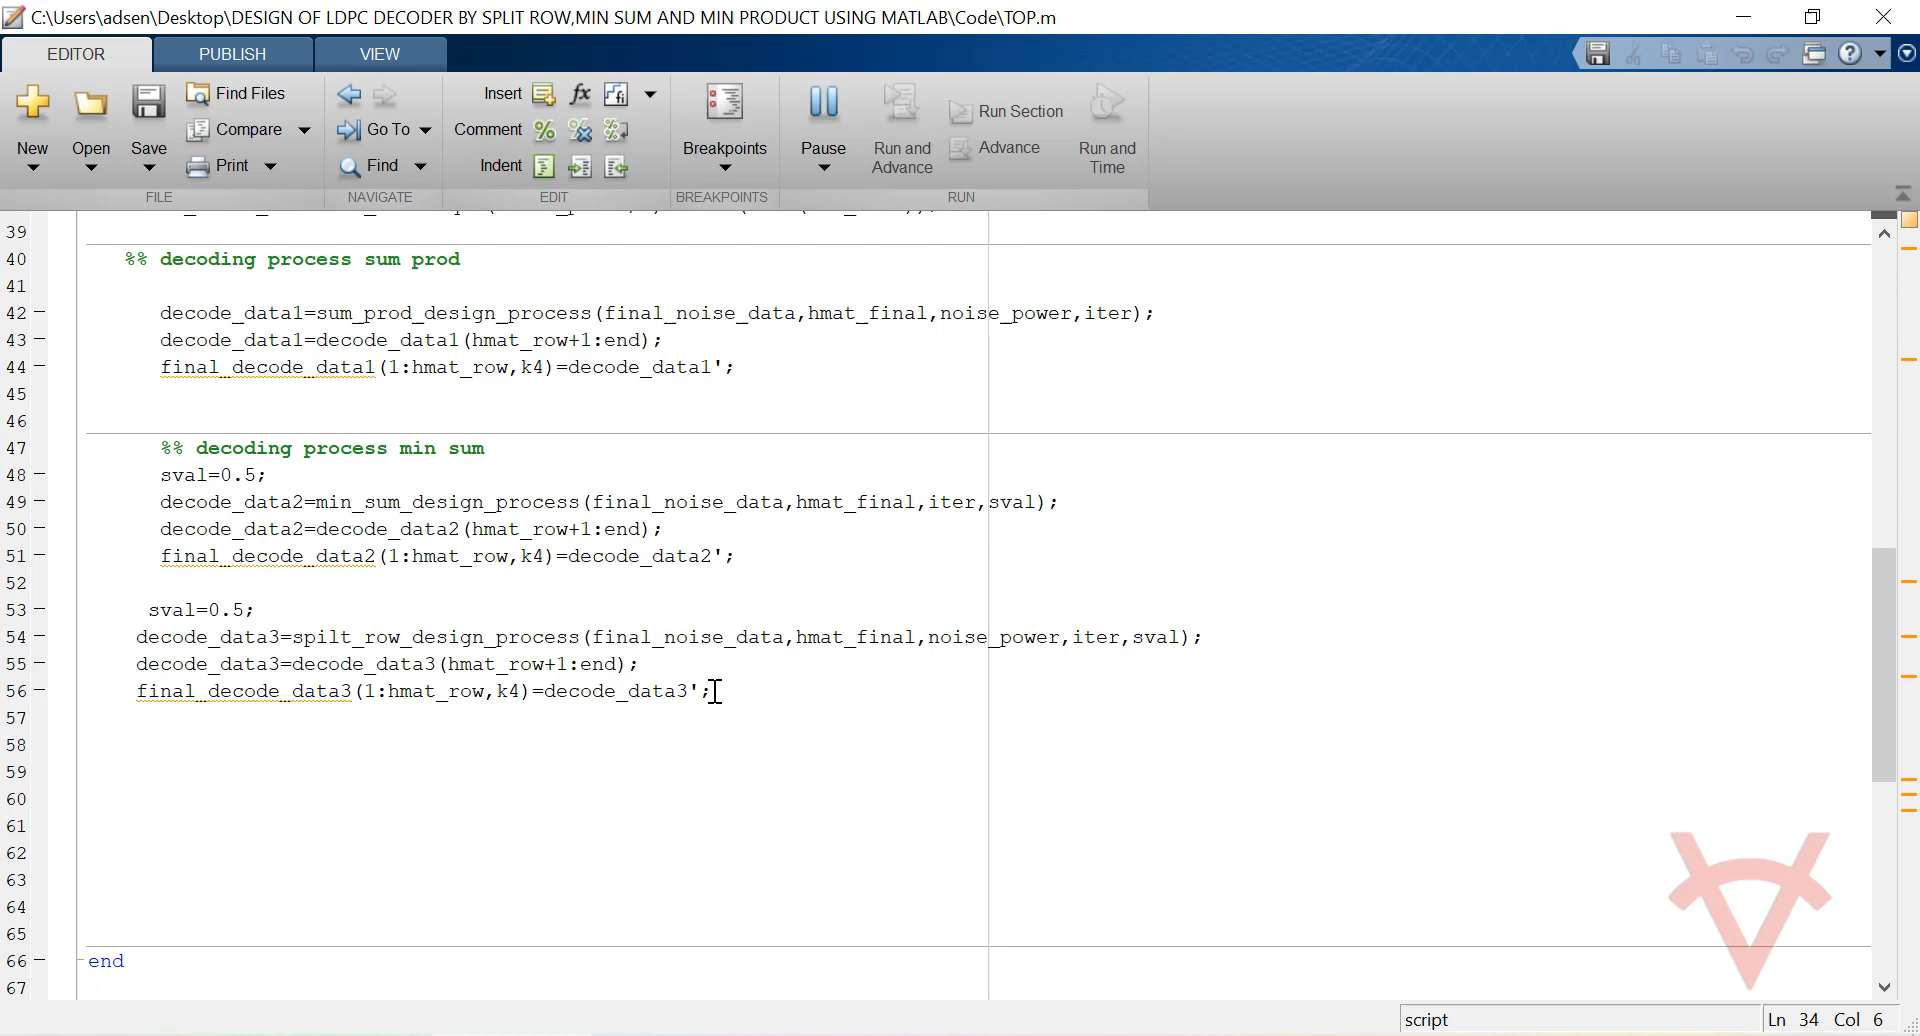 C:\Users\adsen\Desktop\DESIGN OF LDPC DECODER BY SPLIT ROW,MIN SUM AND MIN PRODUCT USING MATLAB\Code\TOP.m
EDITOR PUBLISH VIEW
New Open Save Find Files Compare Print
Go To Find
Insert Comment Indent
Breakpoints
Pause Run and Advance Run Section Advance Run and Time
FILE NAVIGATE EDIT BREAKPOINTS RUN
39
40 %% decoding process sum prod
41
42 decode_data1=sum_prod_design_process(final_noise_data,hmat_final,noise_power,iter);
43 decode_data1=decode_data1(hmat_row+1:end);
44 final_decode_data1(1:hmat_row,k4)=decode_data1';
45
46
47 %% decoding process min sum
48 sval=0.5;
49 decode_data2=min_sum_design_process(final_noise_data,hmat_final,iter,sval);
50 decode_data2=decode_data2(hmat_row+1:end);
51 final_decode_data2(1:hmat_row,k4)=decode_data2';
52
53 sval=0.5;
54 decode_data3=spilt_row_design_process(final_noise_data,hmat_final,noise_power,iter,sval);
55 decode_data3=decode_data3(hmat_row+1:end);
56 final_decode_data3(1:hmat_row,k4)=decode_data3';
57
58
59
60
61
62
63
64
65
66 end
67
script Ln 34 Col 6